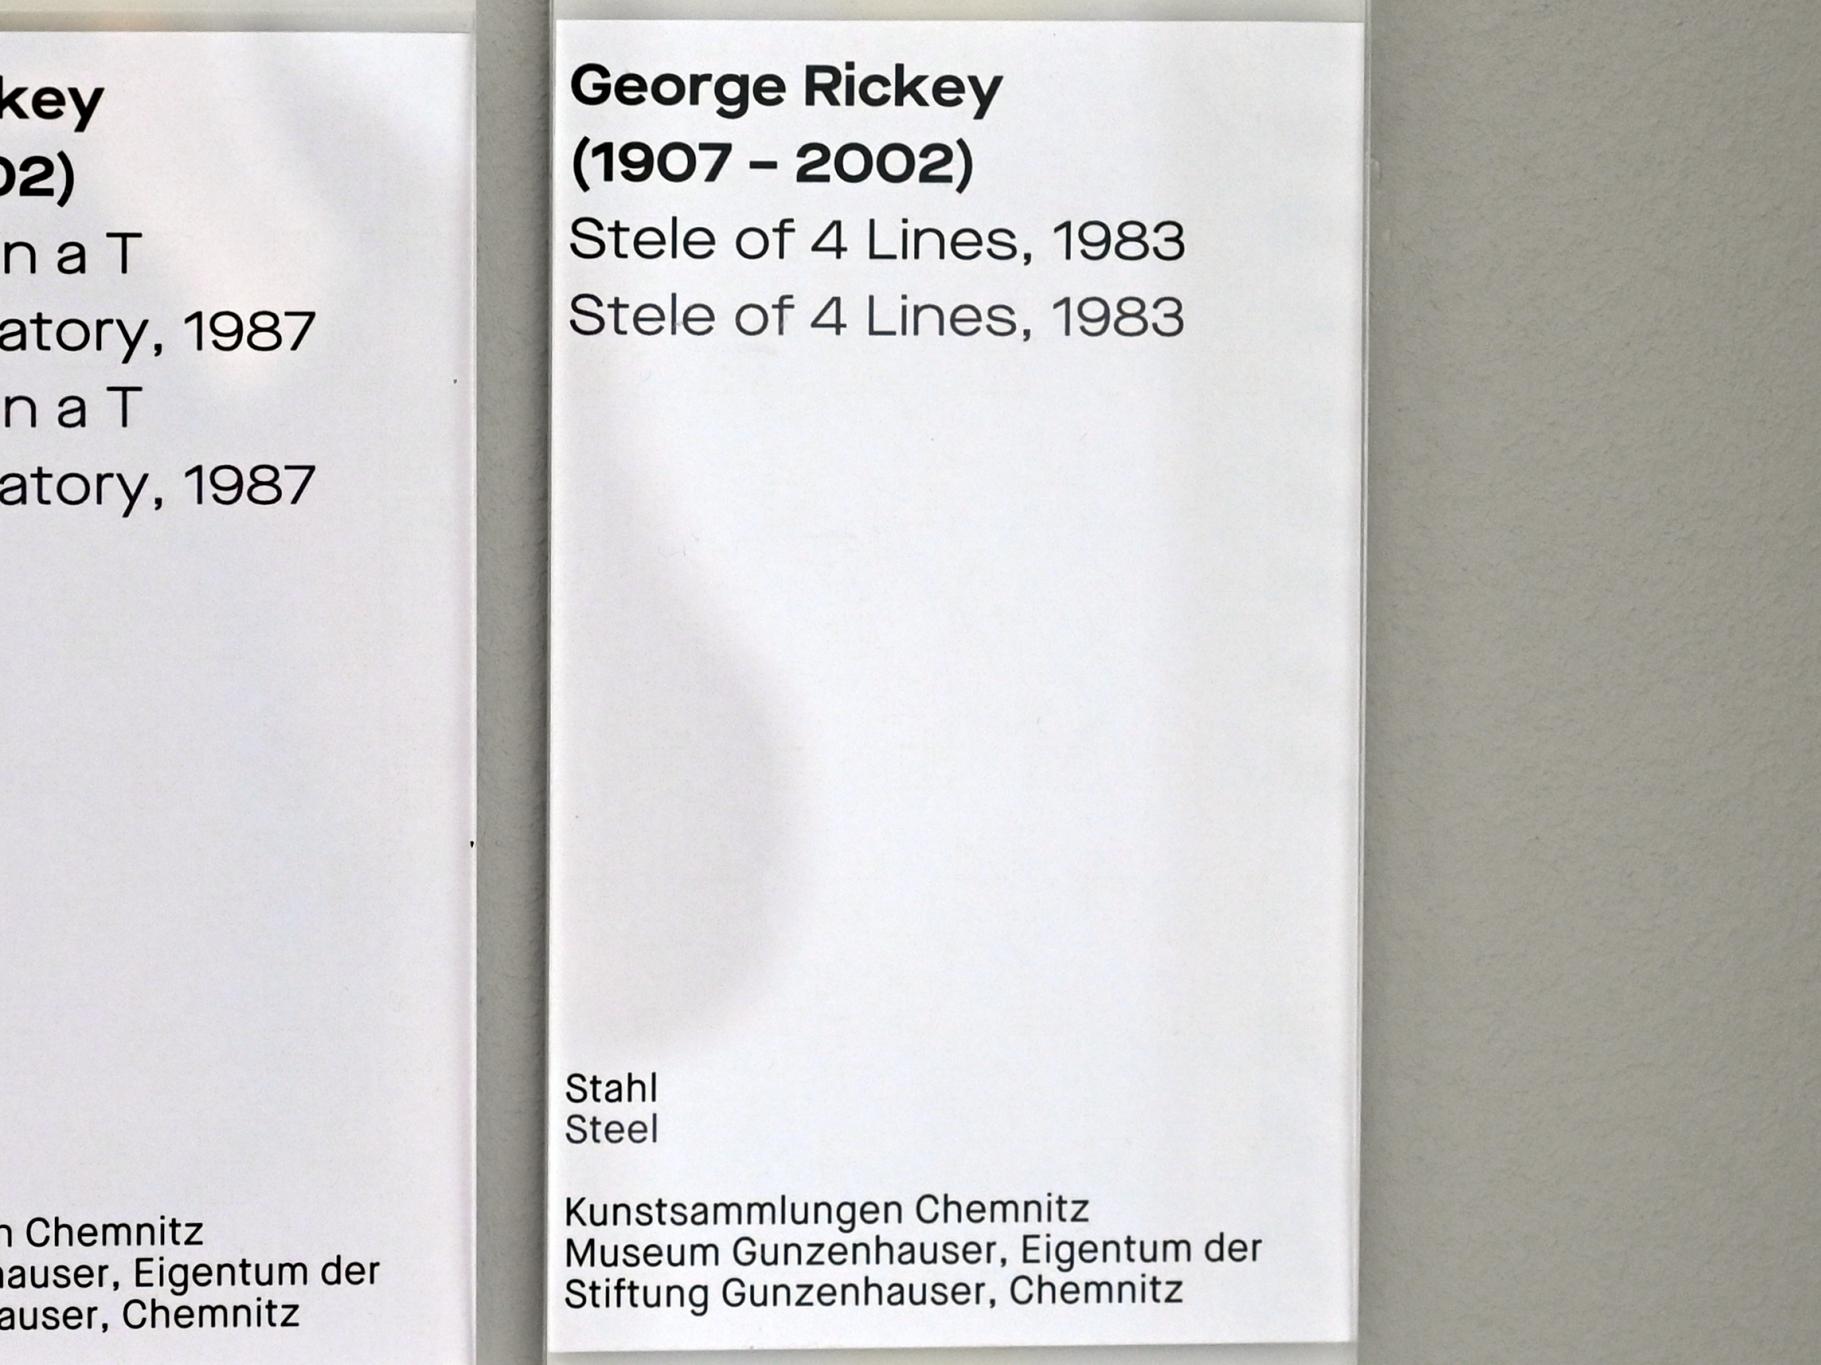 key
02)
n a T
atory, 1987
n a T
atory, 1987
n Chemnitz
hauser, Eigentum der
auser, Chemnitz
George Rickey
(1907 – 2002)
Stele of 4 Lines, 1983
Stele of 4 Lines, 1983
Stahl
Steel
Kunstsammlungen Chemnitz
Museum Gunzenhauser, Eigentum der
Stiftung Gunzenhauser, Chemnitz